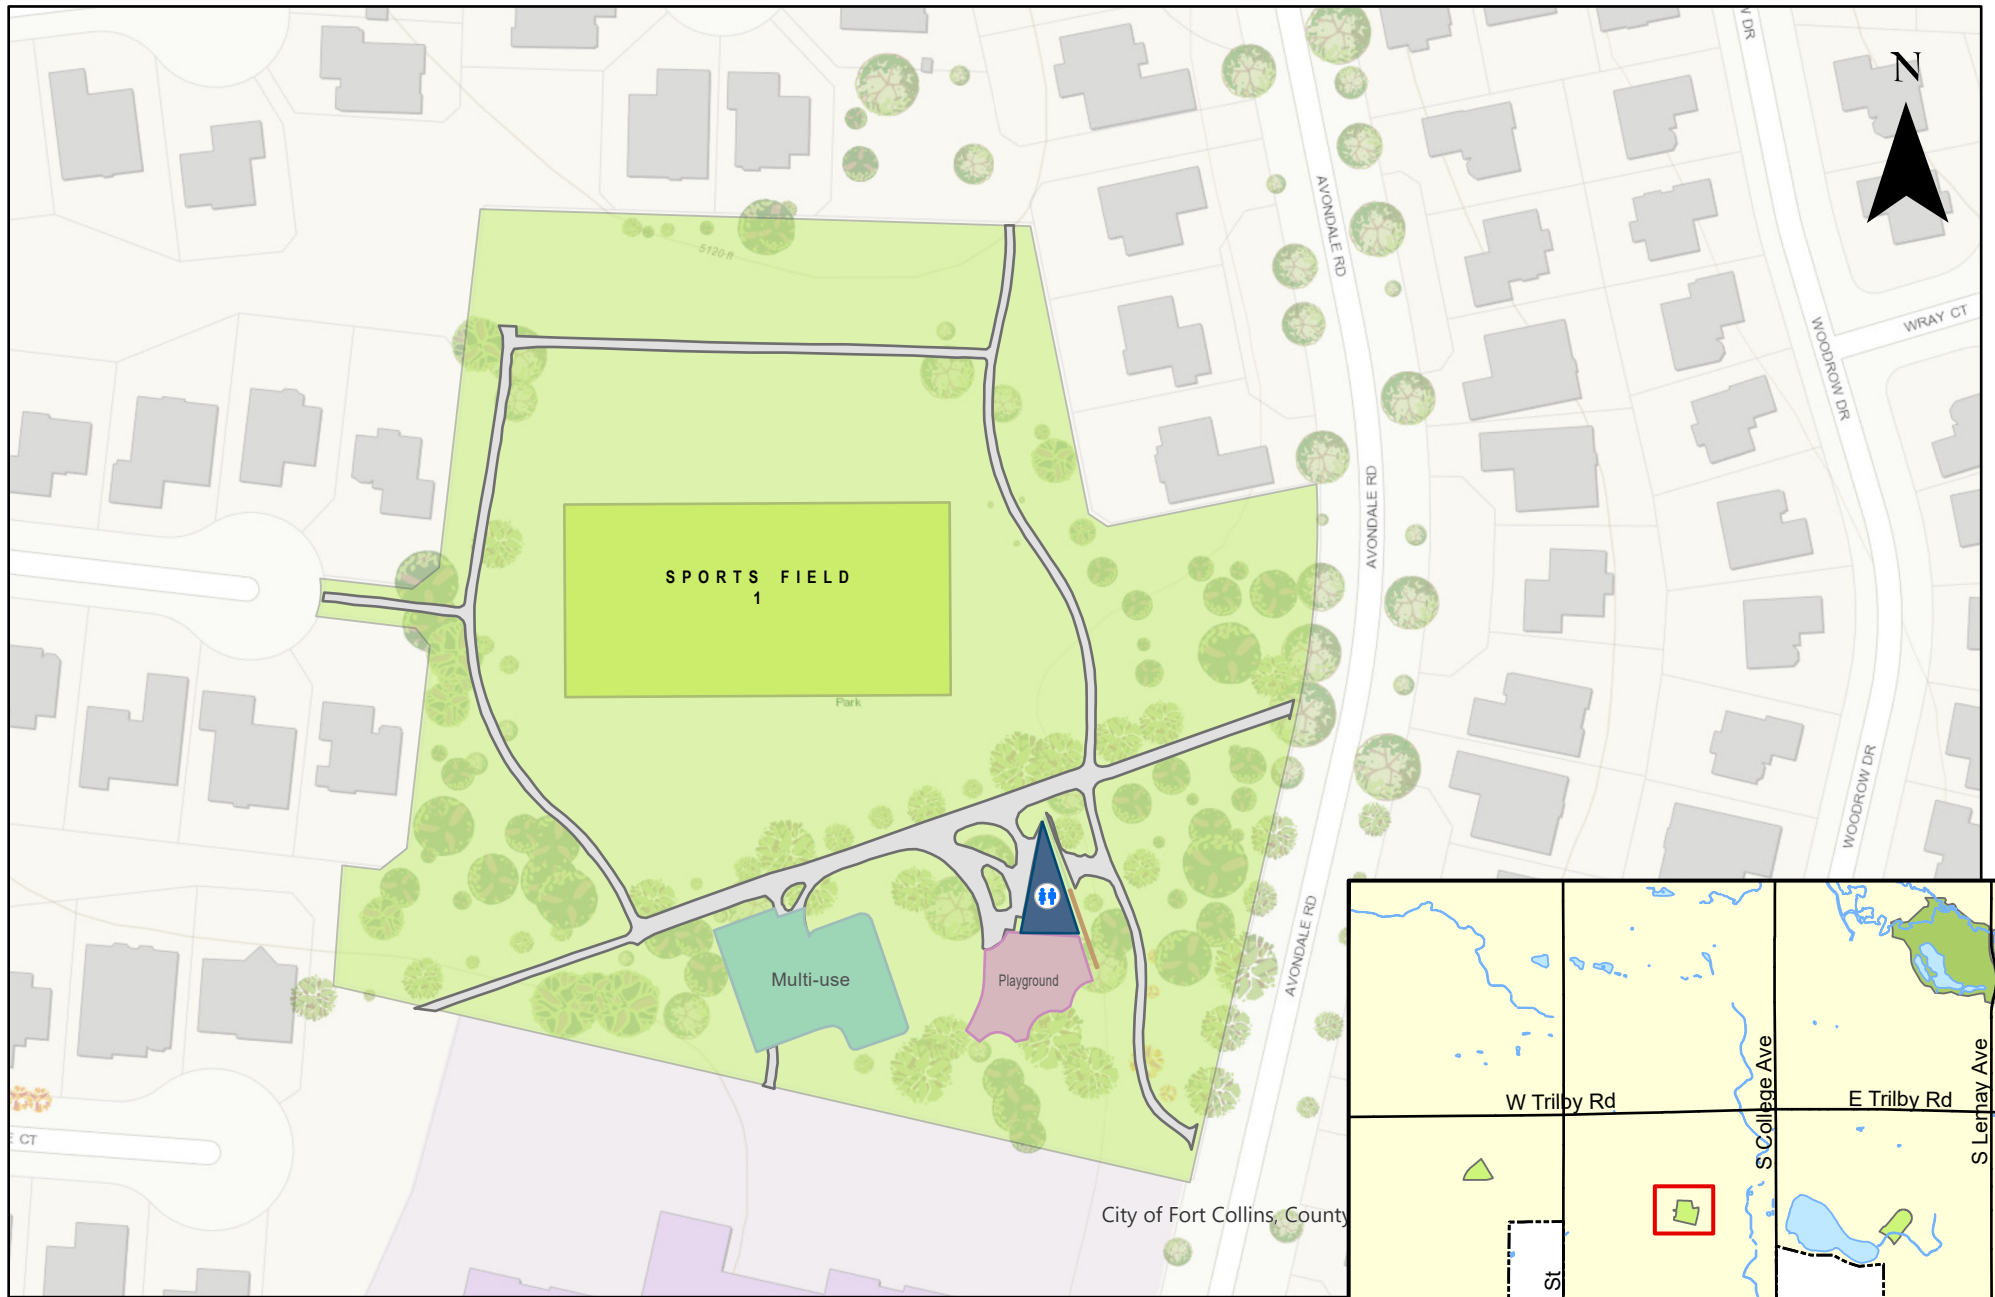 W DR
N
AVONDALE RD
5120 ft
WRAY CT
WOODROW DR
AVONDALE RD
SPORTS FIELD
1
Park
WOODROW DR
AVONDALE RD
Multi-use
Playground
E CT
City of Fort Collins, County
W Trilby Rd
E Trilby Rd
S College Ave
S Lemay Ave
St